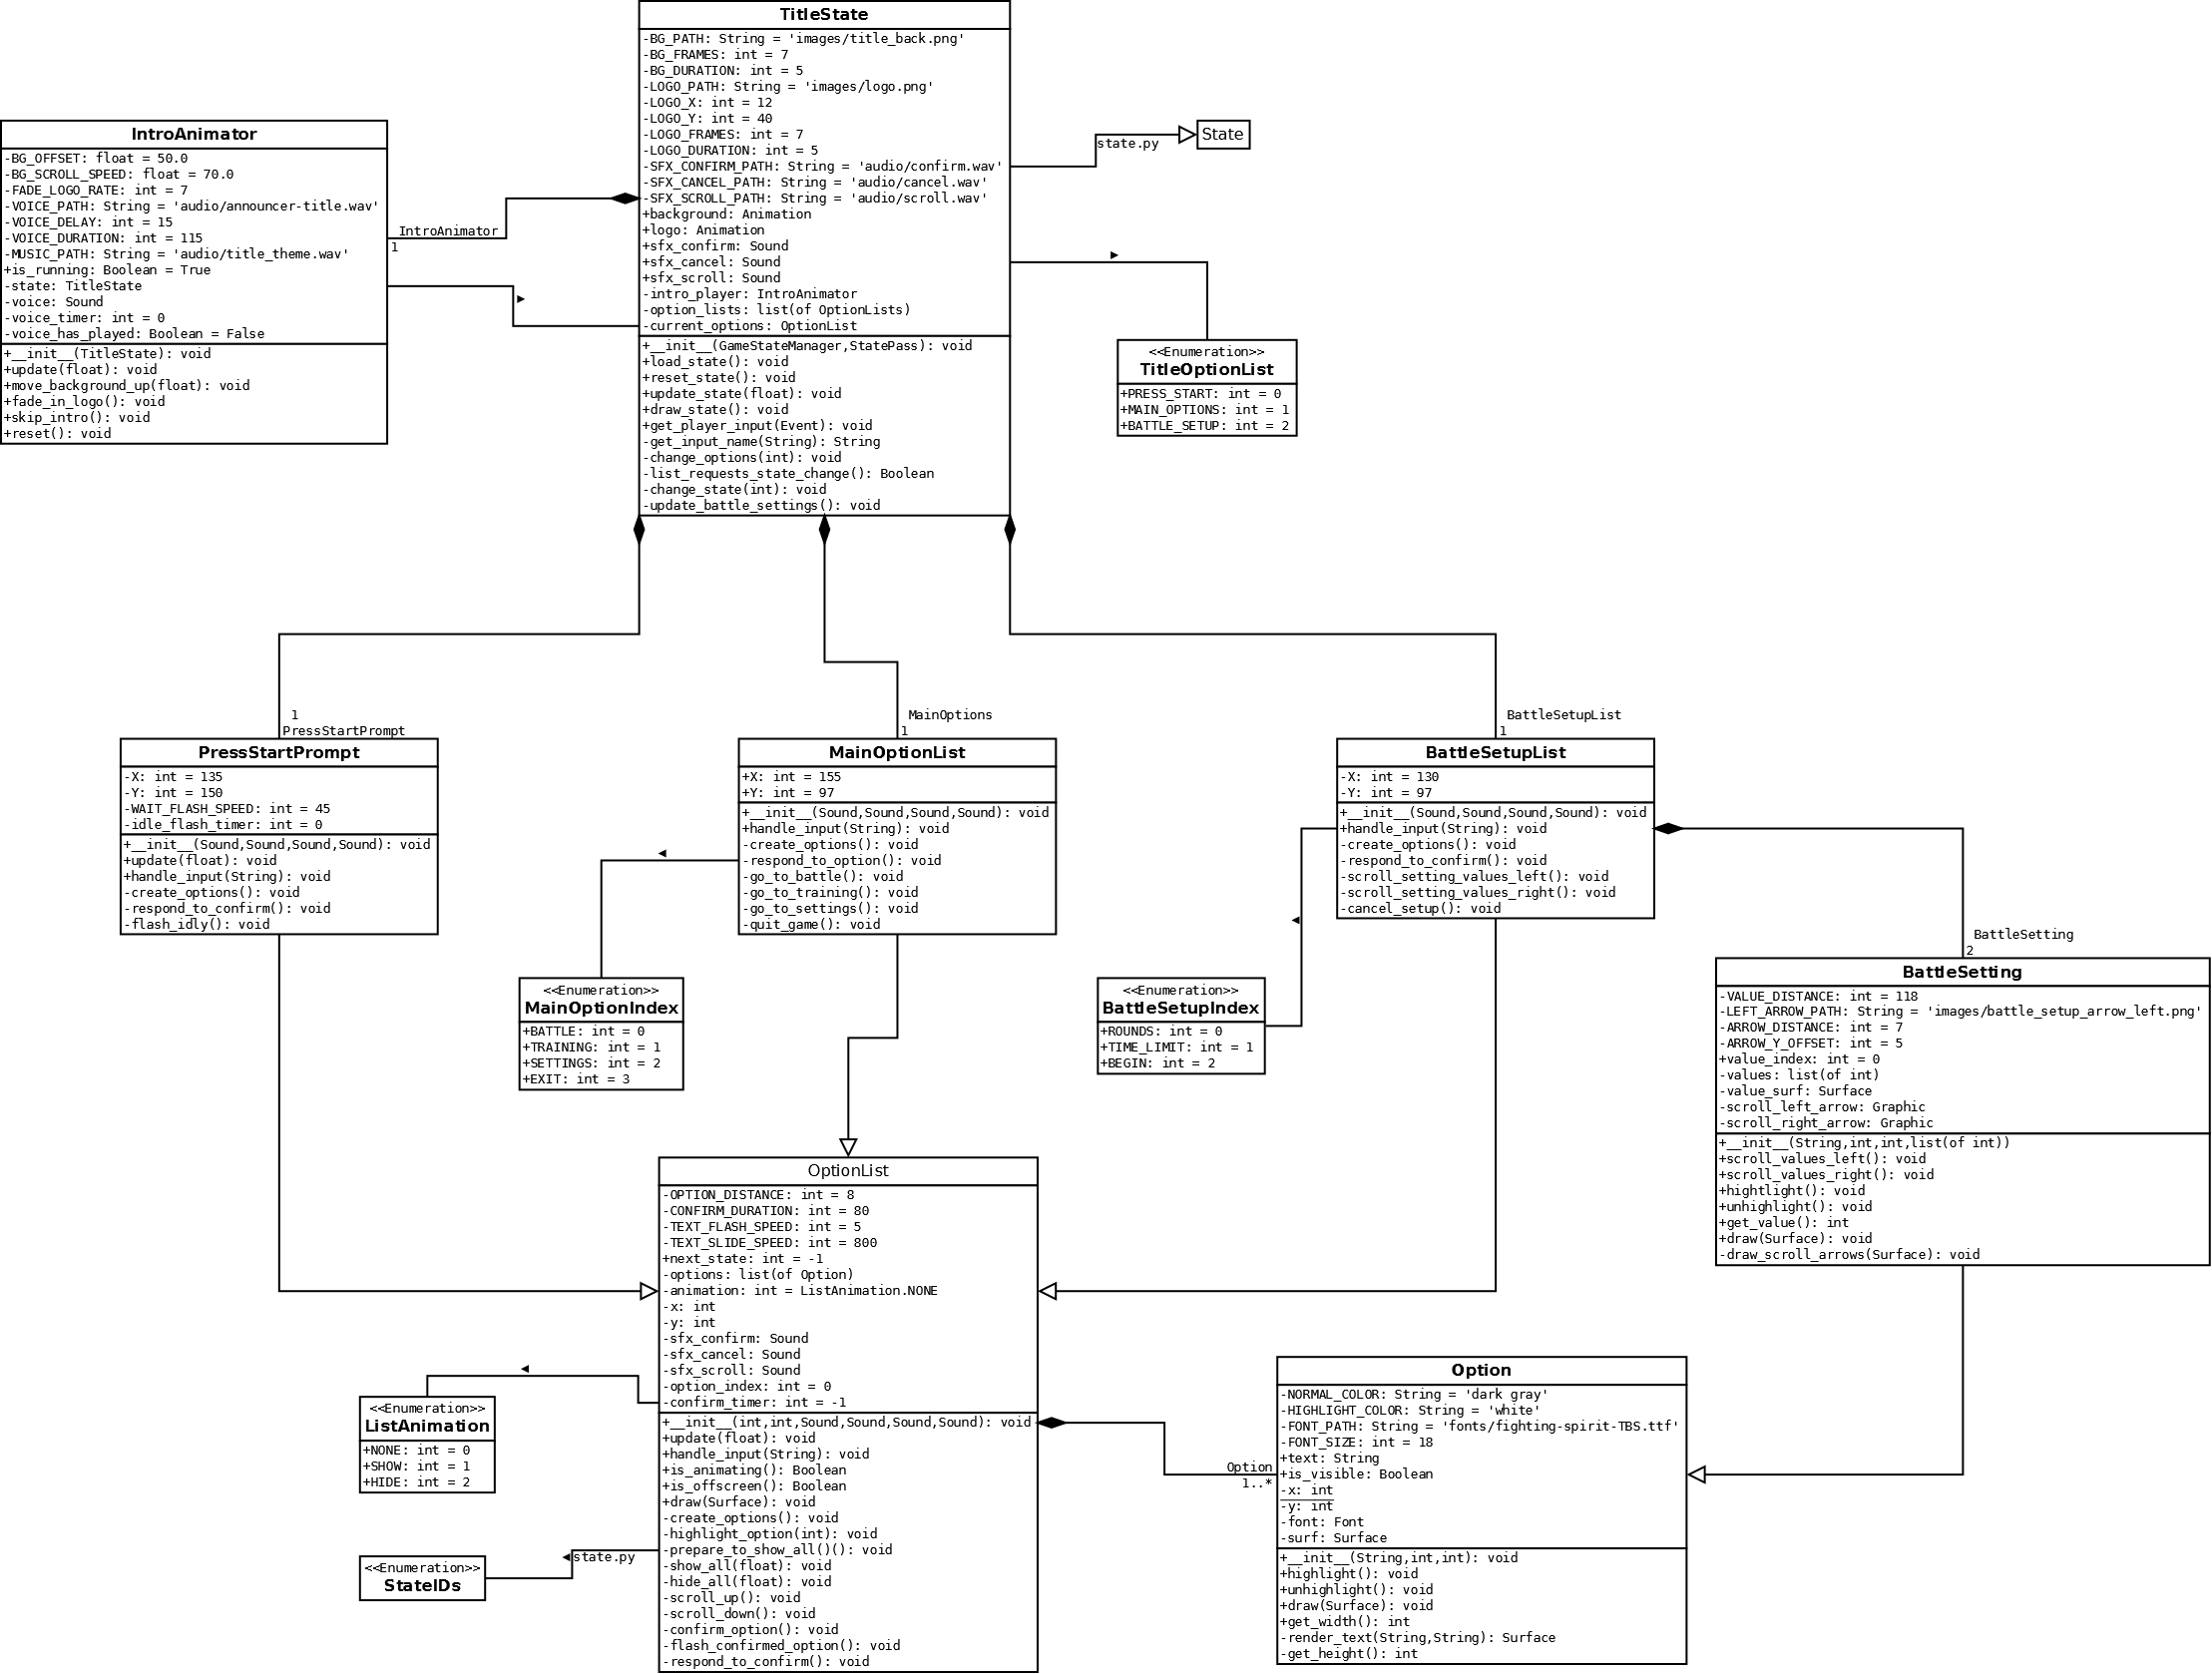 TitleState
-BG_PATH: String = 'images/title_back.png'
-BG_FRAMES: int = 7
-BG_DURATION: int = 5
-LOGO_PATH: String = 'images/logo.png'
-LOGO_X: int = 12
-LOGO_Y: int = 40
-LOGO_FRAMES: int = 7
-LOGO_DURATION: int = 5
-SFX_CONFIRM_PATH: String = 'audio/confirm.wav'
-SFX_CANCEL_PATH: String = 'audio/cancel.wav'
-SFX_SCROLL_PATH: String = 'audio/scroll.wav'
+background: Animation
+logo: Animation
+sfx_confirm: Sound
+sfx_cancel: Sound
+sfx_scroll: Sound
-intro_player: IntroAnimator
-option_lists: list(of OptionLists)
-current_options: OptionList
+__init__(GameStateManager,StatePass): void
+load_state(): void
+reset_state(): void
+update_state(float): void
+draw_state(): void
+get_player_input(Event): void
-get_input_name(String): String
-change_options(int): void
-list_requests_state_change(): Boolean
-change_state(int): void
-update_battle_settings(): void
IntroAnimator
-BG_OFFSET: float = 50.0
-BG_SCROLL_SPEED: float = 70.0
-FADE_LOGO_RATE: int = 7
-VOICE_PATH: String = 'audio/announcer-title.wav'
-VOICE_DELAY: int = 15
-VOICE_DURATION: int = 115
-MUSIC_PATH: String = 'audio/title_theme.wav'
+is_running: Boolean = True
-state: TitleState
-voice: Sound
-voice_timer: int = 0
-voice_has_played: Boolean = False
+__init__(TitleState): void
+update(float): void
+move_background_up(float): void
+fade_in_logo(): void
+skip_intro(): void
+reset(): void
IntroAnimator
1
State
state.py
<<Enumeration>>
TitleOptionList
+PRESS_START: int = 0
+MAIN_OPTIONS: int = 1
+BATTLE_SETUP: int = 2
1
PressStartPrompt
PressStartPrompt
-X: int = 135
-Y: int = 150
-WAIT_FLASH_SPEED: int = 45
-idle_flash_timer: int = 0
+__init__(Sound,Sound,Sound,Sound): void
+update(float): void
+handle_input(String): void
-create_options(): void
-respond_to_confirm(): void
-flash_idly(): void
MainOptions
1
MainOptionList
+X: int = 155
+Y: int = 97
+__init__(Sound,Sound,Sound,Sound): void
+handle_input(String): void
-create_options(): void
-respond_to_option(): void
-go_to_battle(): void
-go_to_training(): void
-go_to_settings(): void
-quit_game(): void
BattleSetupList
1
BattleSetupList
-X: int = 130
-Y: int = 97
+__init__(Sound,Sound,Sound,Sound): void
+handle_input(String): void
-create_options(): void
-respond_to_confirm(): void
-scroll_setting_values_left(): void
-scroll_setting_values_right(): void
-cancel_setup(): void
<<Enumeration>>
MainOptionIndex
+BATTLE: int = 0
+TRAINING: int = 1
+SETTINGS: int = 2
+EXIT: int = 3
<<Enumeration>>
BattleSetupIndex
+ROUNDS: int = 0
+TIME_LIMIT: int = 1
+BEGIN: int = 2
BattleSetting
2
BattleSetting
-VALUE_DISTANCE: int = 118
-LEFT_ARROW_PATH: String = 'images/battle_setup_arrow_left.png'
-ARROW_DISTANCE: int = 7
-ARROW_Y_OFFSET: int = 5
+value_index: int = 0
-values: list(of int)
-value_surf: Surface
-scroll_left_arrow: Graphic
-scroll_right_arrow: Graphic
+__init__(String,int,int,list(of int))
+scroll_values_left(): void
+scroll_values_right(): void
+hightlight(): void
+unhighlight(): void
+get_value(): int
+draw(Surface): void
-draw_scroll_arrows(Surface): void
OptionList
-OPTION_DISTANCE: int = 8
-CONFIRM_DURATION: int = 80
-TEXT_FLASH_SPEED: int = 5
-TEXT_SLIDE_SPEED: int = 800
+next_state: int = -1
-options: list(of Option)
-animation: int = ListAnimation.NONE
-x: int
-y: int
-sfx_confirm: Sound
-sfx_cancel: Sound
-sfx_scroll: Sound
-option_index: int = 0
-confirm_timer: int = -1
+__init__(int,int,Sound,Sound,Sound,Sound): void
+update(float): void
+handle_input(String): void
+is_animating(): Boolean
+is_offscreen(): Boolean
+draw(Surface): void
-create_options(): void
-highlight_option(int): void
-prepare_to_show_all()(): void
-show_all(float): void
-hide_all(float): void
-scroll_up(): void
-scroll_down(): void
-confirm_option(): void
-flash_confirmed_option(): void
-respond_to_confirm(): void
<<Enumeration>>
ListAnimation
+NONE: int = 0
+SHOW: int = 1
+HIDE: int = 2
state.py
<<Enumeration>>
StateIDs
Option
1..*
Option
-NORMAL_COLOR: String = 'dark gray'
-HIGHLIGHT_COLOR: String = 'white'
-FONT_PATH: String = 'fonts/fighting-spirit-TBS.ttf'
-FONT_SIZE: int = 18
+text: String
+is_visible: Boolean
-x: int
-y: int
-font: Font
-surf: Surface
+__init__(String,int,int): void
+highlight(): void
+unhighlight(): void
+draw(Surface): void
+get_width(): int
-render_text(String,String): Surface
-get_height(): int